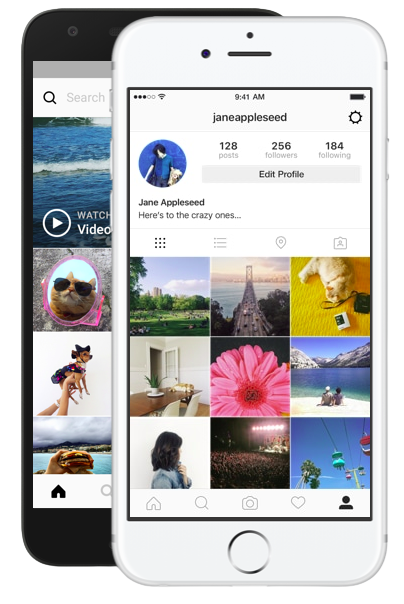 Search
WATCH
Video
9:41 AM
janeappleseed
128
256
184
posts
followers
following
Edit Profile
Jane Appleseed
Here's to the crazy ones...